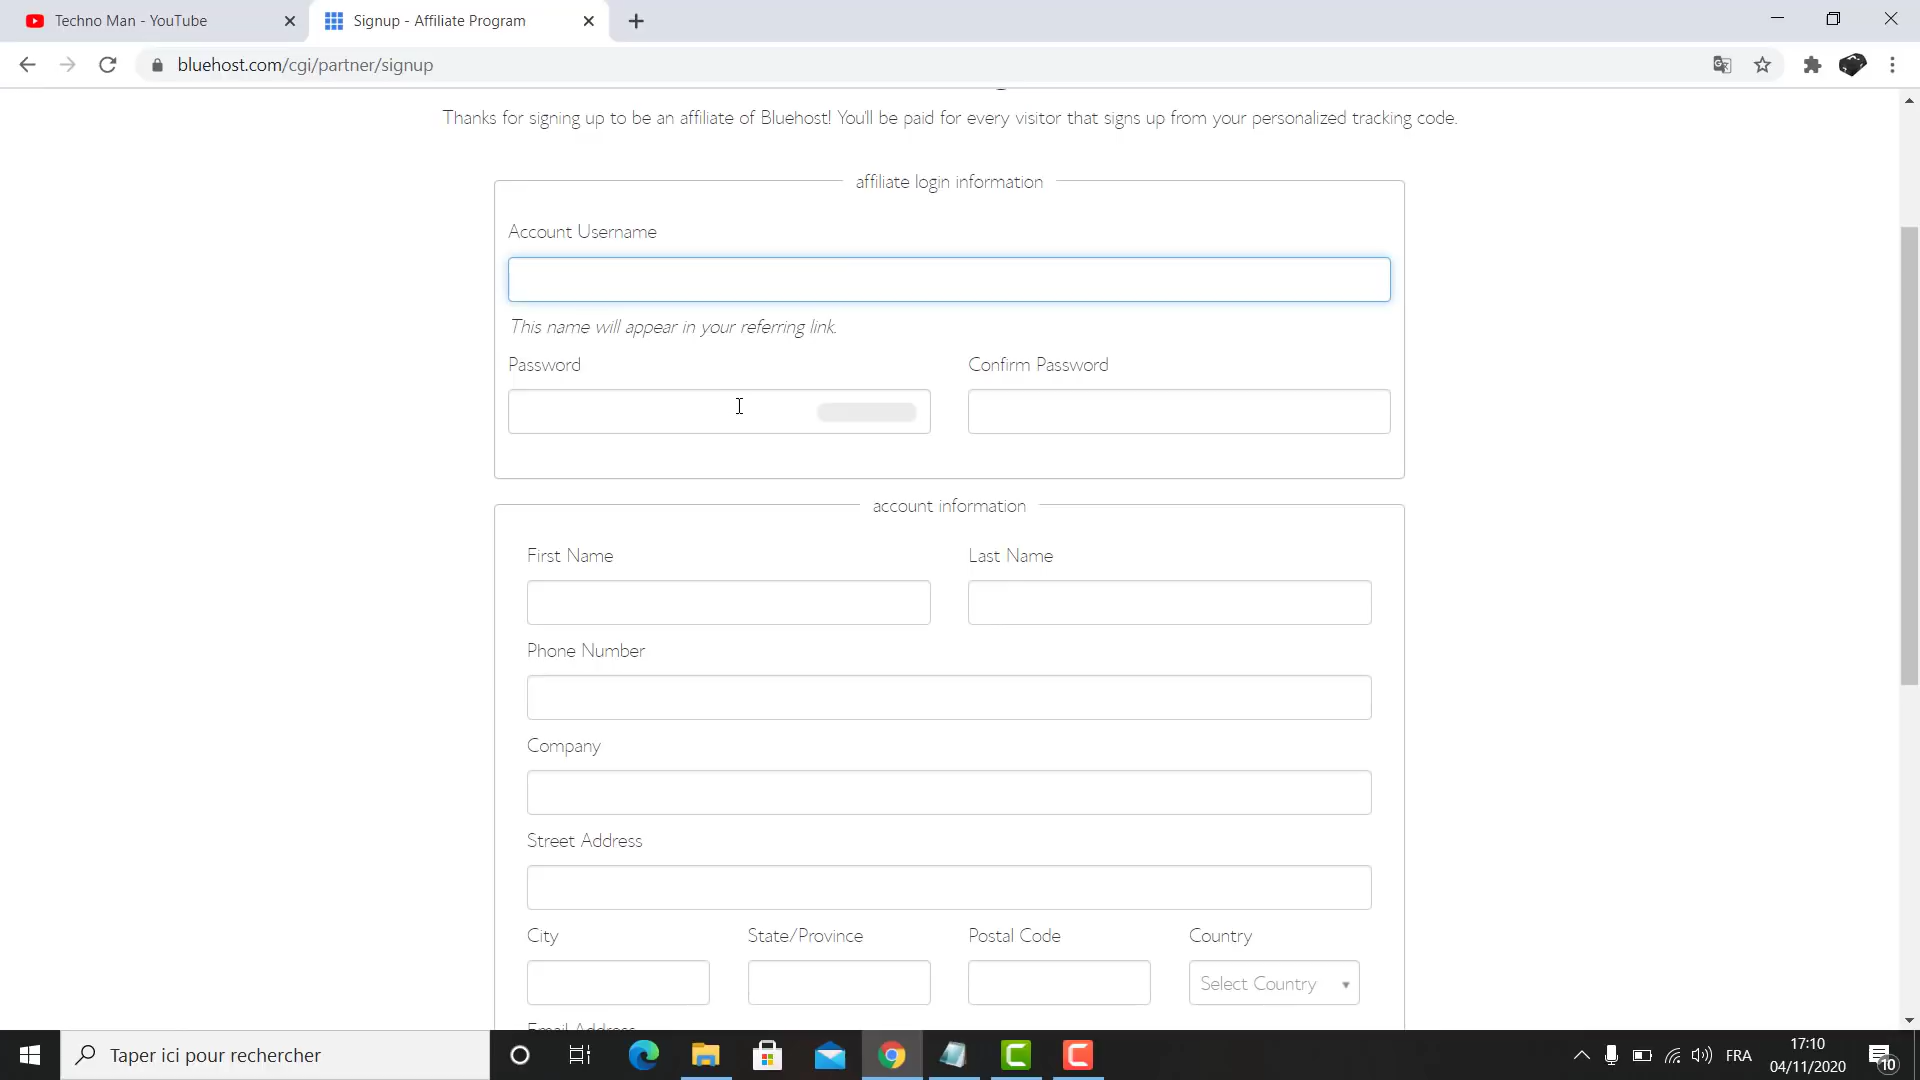 Techno Man - YouTube
Signup - Affiliate Program
bluehost.com/cgi/partner/signup
Thanks for signing up to be an affiliate of Bluehost! You'll be paid for every visitor that signs up from your personalized tracking code.
affiliate login information
Account Username
This name will appear in your referring link.
Password Confirm Password
account information
First Name Last Name
Phone Number
Company
Street Address
City State/Province Postal Code Country
Select Country
Email Address
Taper ici pour rechercher
FRA
17:10
04/11/2020
10